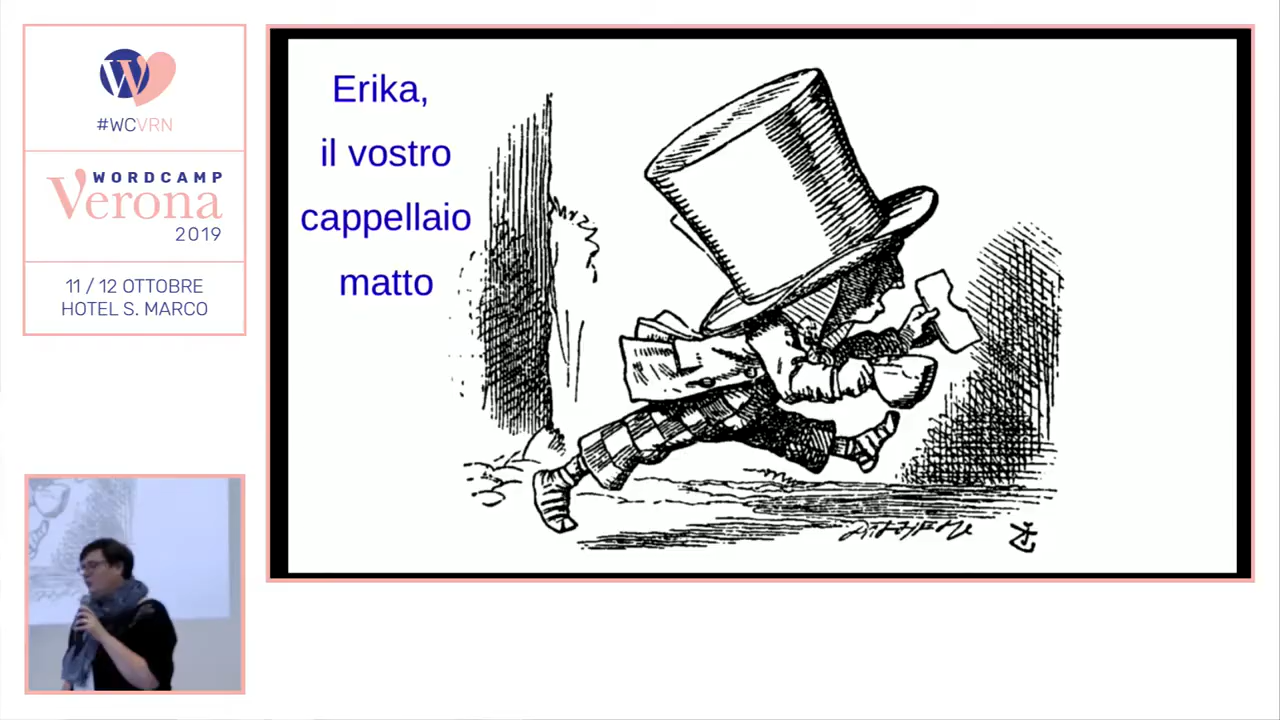 #WCVRN
WORDCAMP
Verona
2019
11 / 12 OTTOBRE
HOTEL S. MARCO
Erika,
il vostro
cappellaio
matto